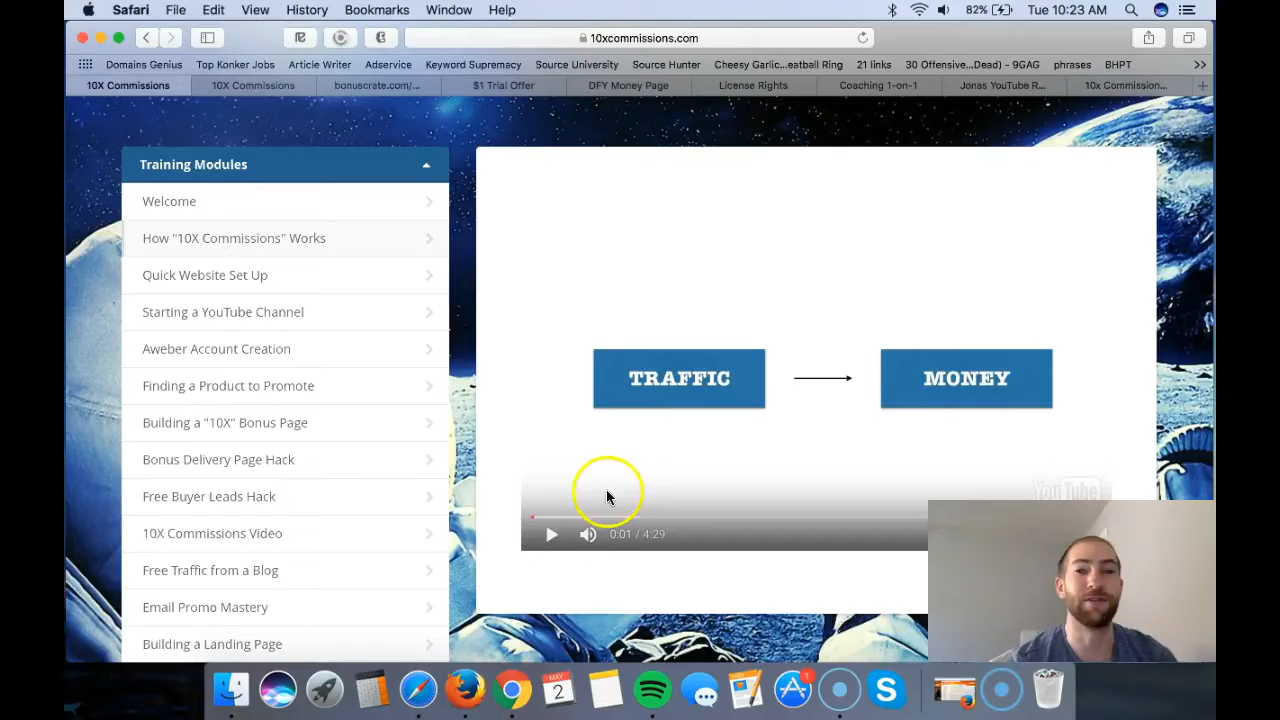 Safari File Edit View History Bookmarks Window Help 82% Tue 10:23 AM
10xcommissions.com
Domains Genius Top Konker Jobs Article Writer Adservice Keyword Supremacy Source University Source Hunter Cheesy Garlic...eatball Ring 21 links 30 Offensive...Dead) - 9GAG phrases BHPT
10X Commissions 10X Commissions bonuscrate.com/... $1 Trial Offer DFY Money Page License Rights Coaching 1-on-1 Jonas YouTube R... 10x Commission...
Training Modules
Welcome
How "10X Commissions" Works
Quick Website Set Up
Starting a YouTube Channel
Aweber Account Creation
Finding a Product to Promote
Building a "10X" Bonus Page
Bonus Delivery Page Hack
Free Buyer Leads Hack
10X Commissions Video
Free Traffic from a Blog
Email Promo Mastery
Building a Landing Page
TRAFFIC MONEY
YouTube
0:01 / 4:29
MAY
2
1